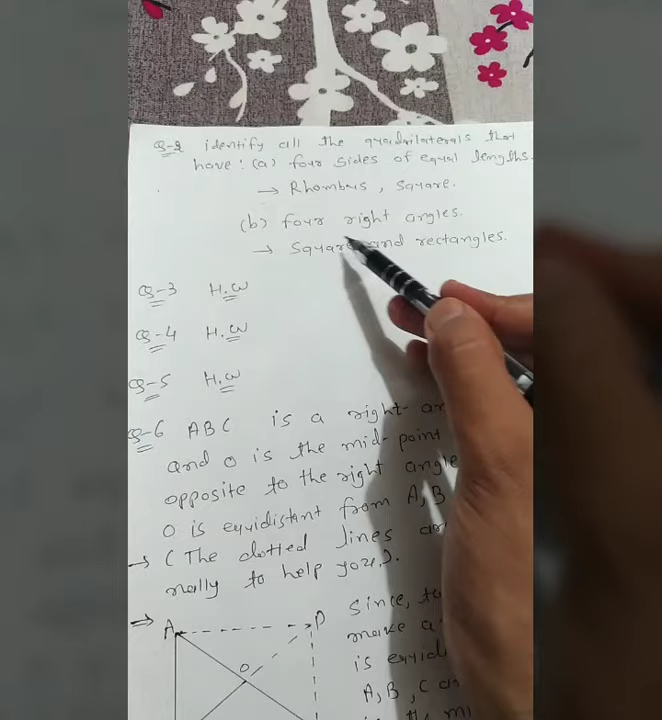 Q-2 identify all the quadrilaterals that
have: (a) four sides of equal lengths.
→ Rhombus, square.
(b) four right angles.
→ Square and rectangles.
Q-3 H.W
Q-4 H.W
Q-5 H.W
Q-6 ABC is a right-
and O is the mid-point
opposite to the right angle
O is equidistant from A, B
→ (The dotted lines
nally to help you).
⇒ A D Since,
make a
O is
A, B, C